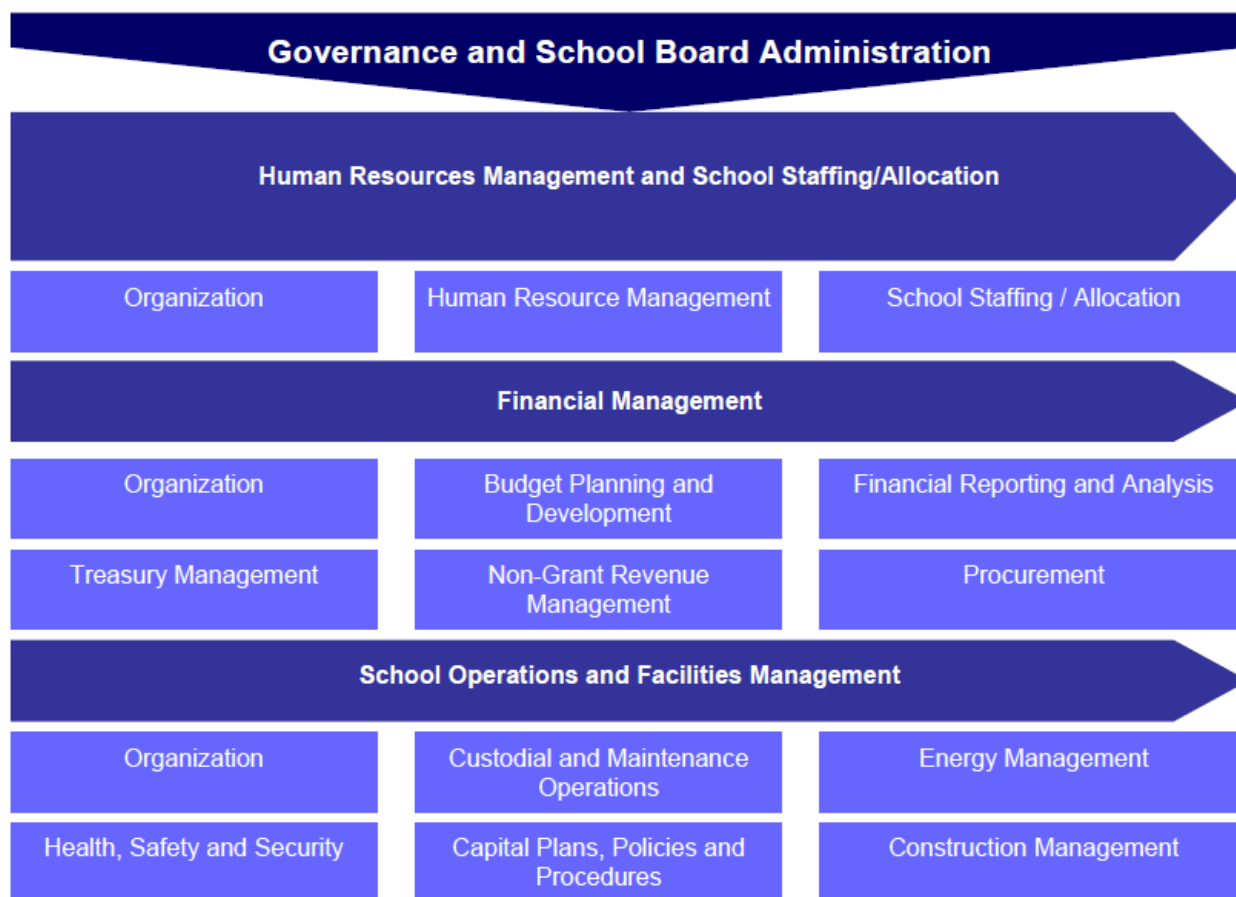 Governance and School Board Administration
Human Resources Management and School Staffing/Allocation
Organization
Human Resource Management
School Staffing / Allocation
Financial Management
Organization
Budget Planning and
Development
Financial Reporting and Analysis
Treasury Management
Non-Grant Revenue
Management
Procurement
School Operations and Facilities Management
Organization
Custodial and Maintenance
Operations
Energy Management
Health, Safety and Security
Capital Plans, Policies and
Procedures
Construction Management